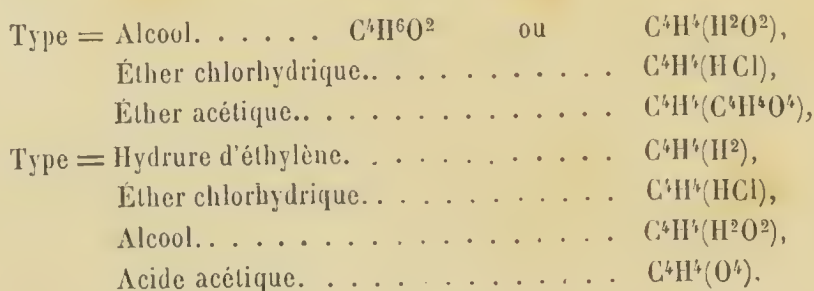 Type = Alcool. . . . . . C⁴H⁶O² ou C⁴H⁴(H²O²),
Éther chlorhydrique.. . . . . . . . . . . . C⁴H⁴(HCl),
Éther acétique.. . . . . . . . . . . . . . . C⁴H⁴(C⁴H⁴O⁴),
Type = Hydrure d'éthylène. . . . . . . . . . . . . C⁴H⁴(H²),
Éther chlorhydrique. . . . . . . . . . . . . C⁴H⁴(HCl),
Alcool. . . . . . . . . . . . . . . . . . . . C⁴H⁴(H²O²),
Acide acétique. . . . . . . . . . . . . . . C⁴H⁴(O⁴).